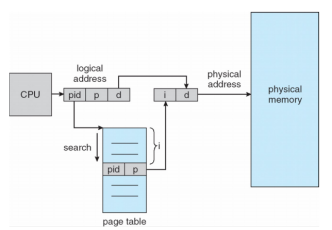 logical
address
physical
address
physical
memory
CPU
pid p d
i d
search
i
pid p
page table